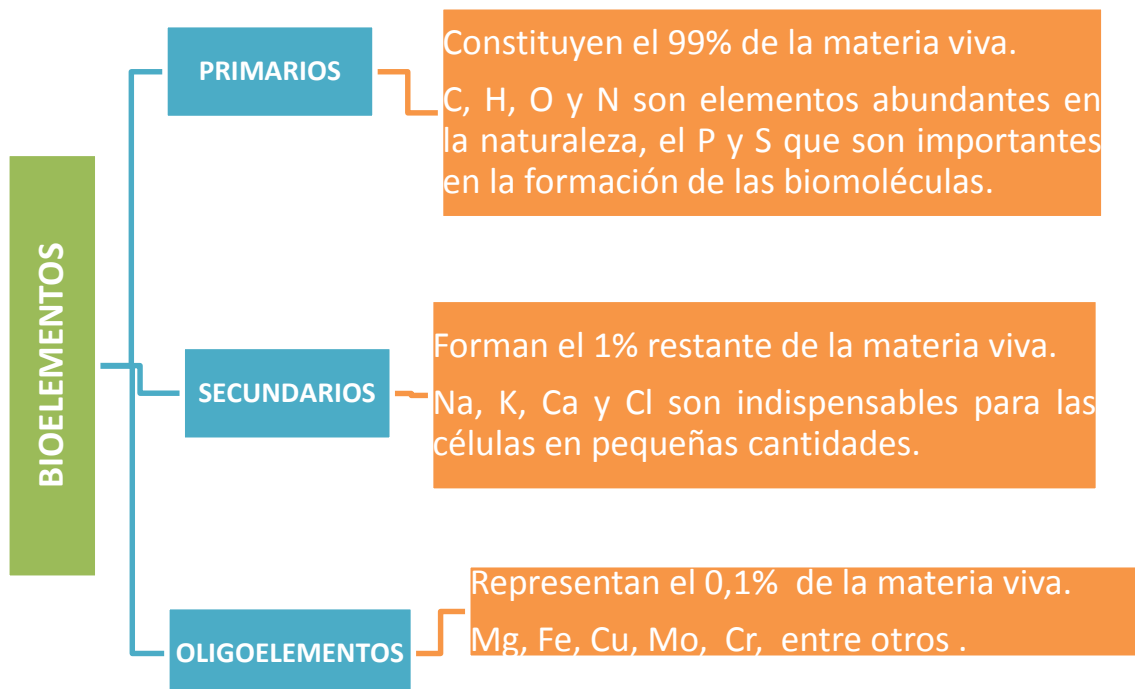 BIOELEMENTOS
PRIMARIOS
Constituyen el 99% de la materia viva.
C, H, O y N son elementos abundantes en
la naturaleza, el P y S que son importantes
en la formación de las biomoléculas.
SECUNDARIOS
Forman el 1% restante de la materia viva.
Na, K, Ca y Cl son indispensables para las
células en pequeñas cantidades.
OLIGOELEMENTOS
Representan el 0,1% de la materia viva.
Mg, Fe, Cu, Mo, Cr, entre otros .